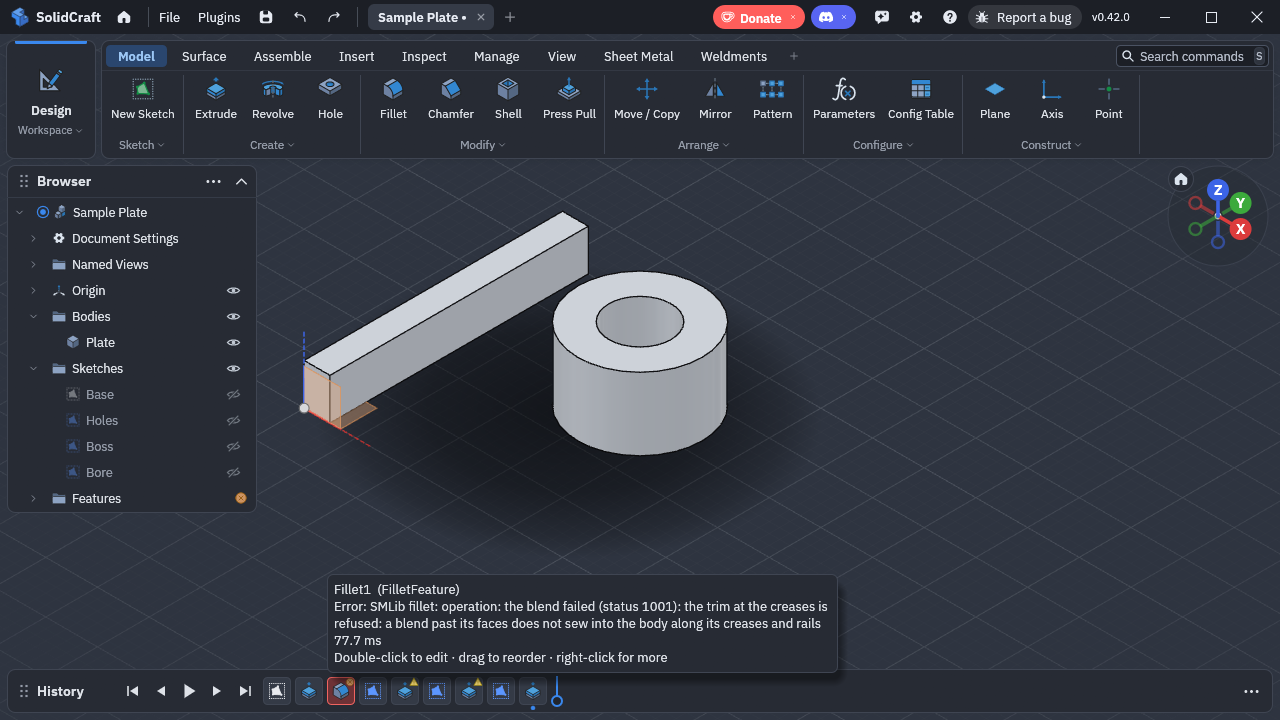 SolidCraft
File
Plugins
Sample Plate •
Donate
Report a bug
v0.42.0
Design
Workspace
Model
Surface
Assemble
Insert
Inspect
Manage
View
Sheet Metal
Weldments
Search commands
S
New Sketch
Extrude
Revolve
Hole
Fillet
Chamfer
Shell
Press Pull
Move / Copy
Mirror
Pattern
Parameters
Config Table
Plane
Axis
Point
Sketch
Create
Modify
Arrange
Configure
Construct
Browser
Sample Plate
Document Settings
Named Views
Origin
Bodies
Plate
Sketches
Base
Holes
Boss
Bore
Features
Z
Y
X
Fillet1 (FilletFeature)
Error: SMLib fillet: operation: the blend failed (status 1001): the trim at the creases is
refused: a blend past its faces does not sew into the body along its creases and rails
77.7 ms
Double-click to edit · drag to reorder · right-click for more
History